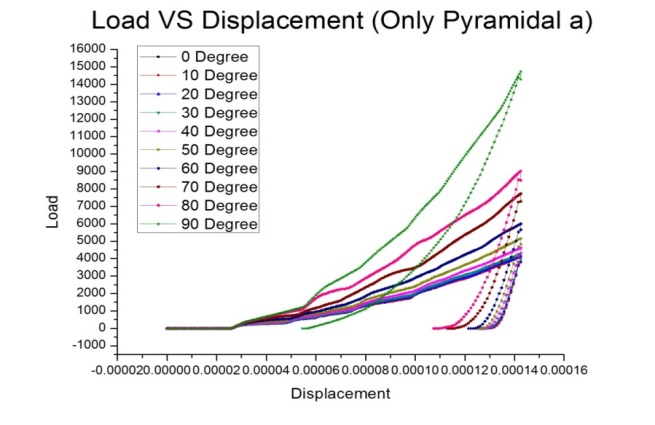 Load VS Displacement (Only Pyramidal a)
16000
15000
14000
13000
12000
11000
10000
9000
8000
7000
6000
5000
4000
3000
2000
1000
0
-1000
Load
0 Degree
10 Degree
20 Degree
30 Degree
40 Degree
50 Degree
60 Degree
70 Degree
80 Degree
90 Degree
-0.00002 0.00000 0.00002 0.00004 0.00006 0.00008 0.00010 0.00012 0.00014 0.00016
Displacement